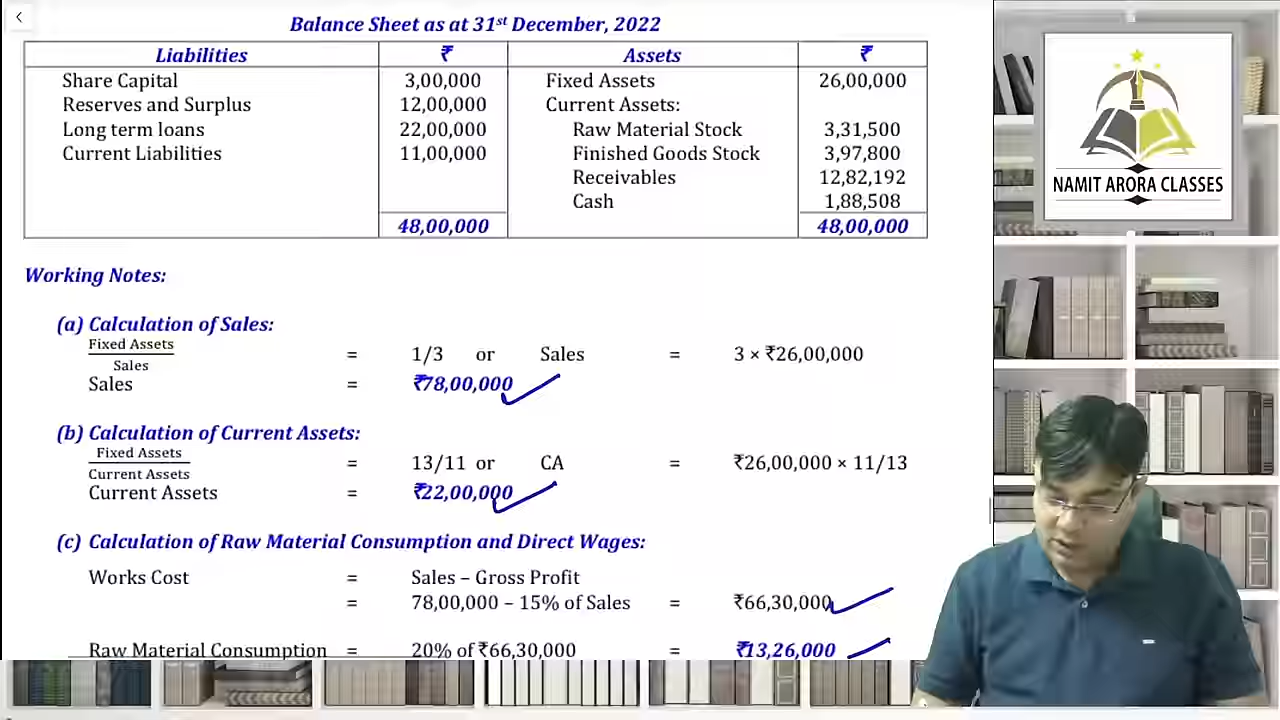 Balance Sheet as at 31st December, 2022
Liabilities ₹ Assets ₹
Share Capital 3,00,000 Fixed Assets 26,00,000
Reserves and Surplus 12,00,000 Current Assets:
Long term loans 22,00,000 Raw Material Stock 3,31,500
Current Liabilities 11,00,000 Finished Goods Stock 3,97,800
Receivables 12,82,192
Cash 1,88,508
48,00,000 48,00,000
Working Notes:
(a) Calculation of Sales:
Fixed Assets
Sales
= 1/3 or Sales = 3 × ₹26,00,000
Sales = ₹78,00,000
(b) Calculation of Current Assets:
Fixed Assets
Current Assets
= 13/11 or CA = ₹26,00,000 × 11/13
Current Assets = ₹22,00,000
(c) Calculation of Raw Material Consumption and Direct Wages:
Works Cost = Sales – Gross Profit
= 78,00,000 – 15% of Sales = ₹66,30,000
Raw Material Consumption = 20% of ₹66,30,000 = ₹13,26,000
NAMIT ARORA CLASSES